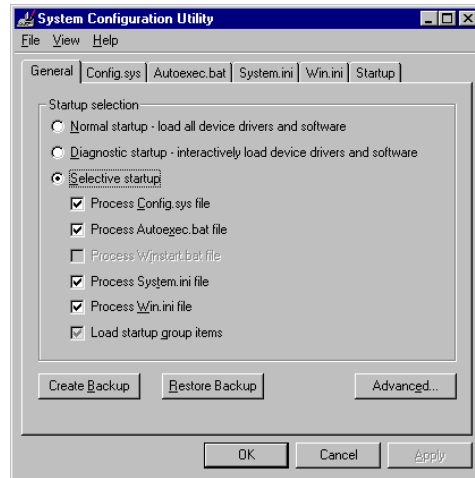 System Configuration Utility
File View Help
General Config.sys Autoexec.bat System.ini Win.ini Startup
Startup selection
Normal startup - load all device drivers and software
Diagnostic startup - interactively load device drivers and software
Selective startup
Process Config.sys file
Process Autoexec.bat file
Process Winstart.bat file
Process System.ini file
Process Win.ini file
Load startup group items
Create Backup Restore Backup Advanced...
OK Cancel Apply